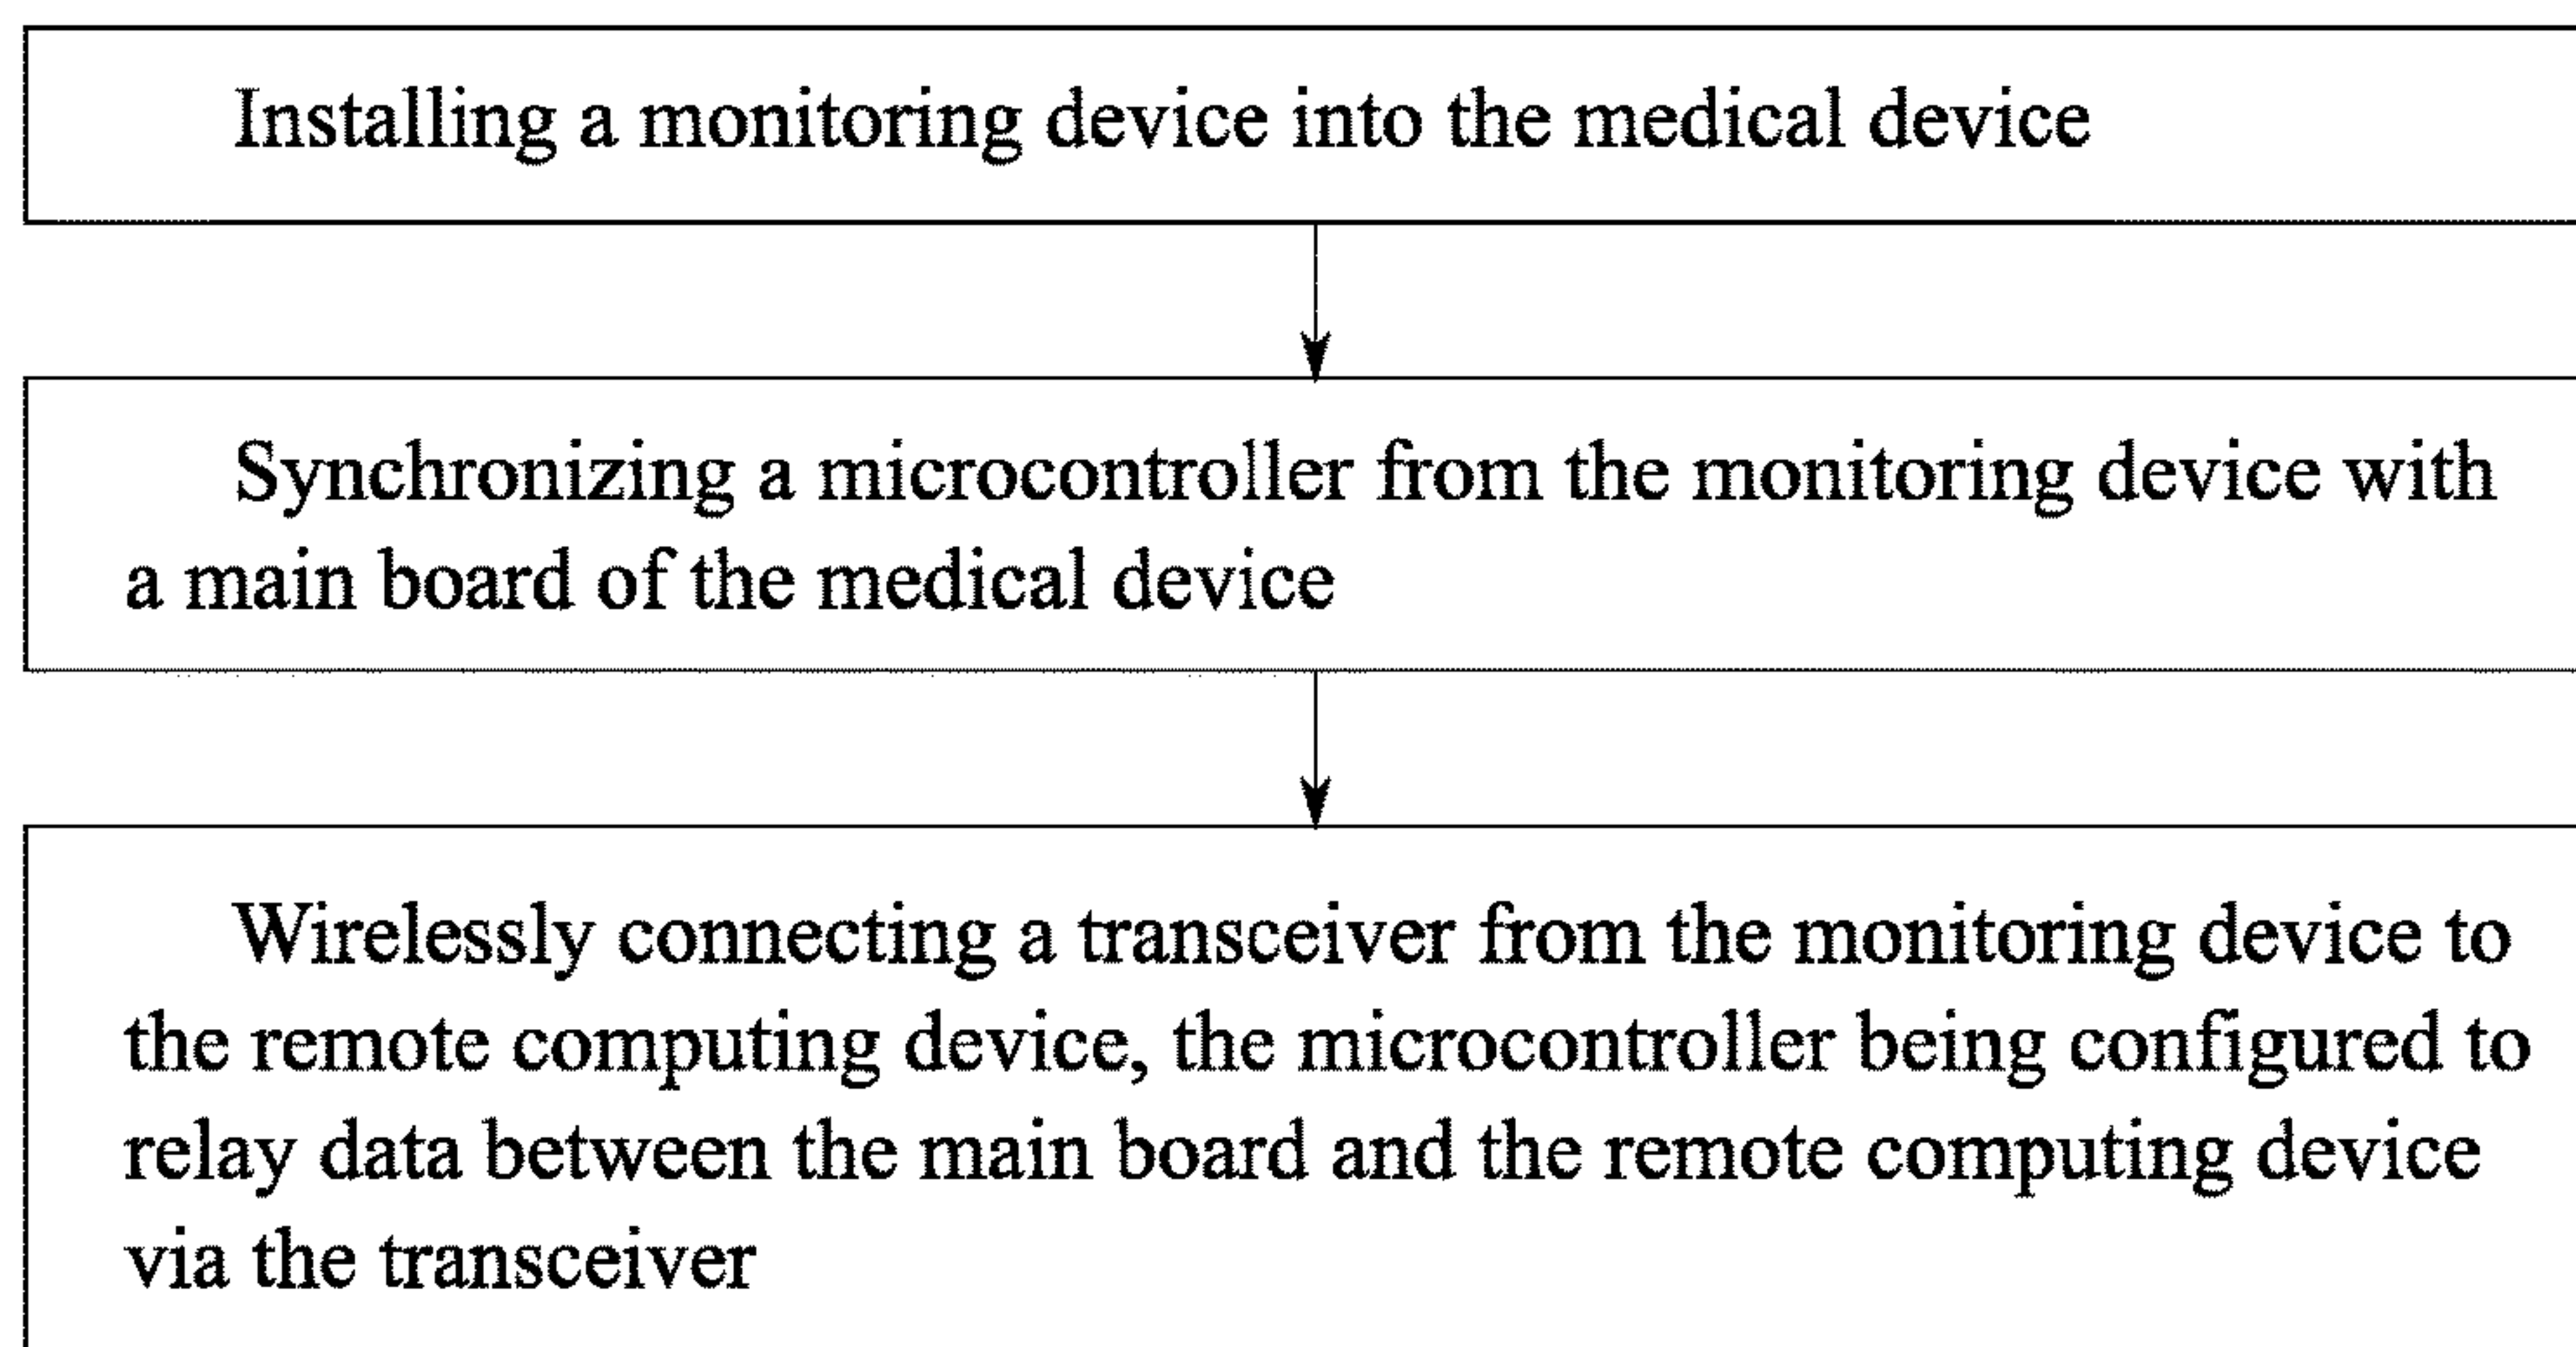 Installing a monitoring device into the medical device
Synchronizing a microcontroller from the monitoring device with
a main board of the medical device
Wirelessly connecting a transceiver from the monitoring device to
the remote computing device, the microcontroller being configured to
relay data between the main board and the remote computing device
via the transceiver